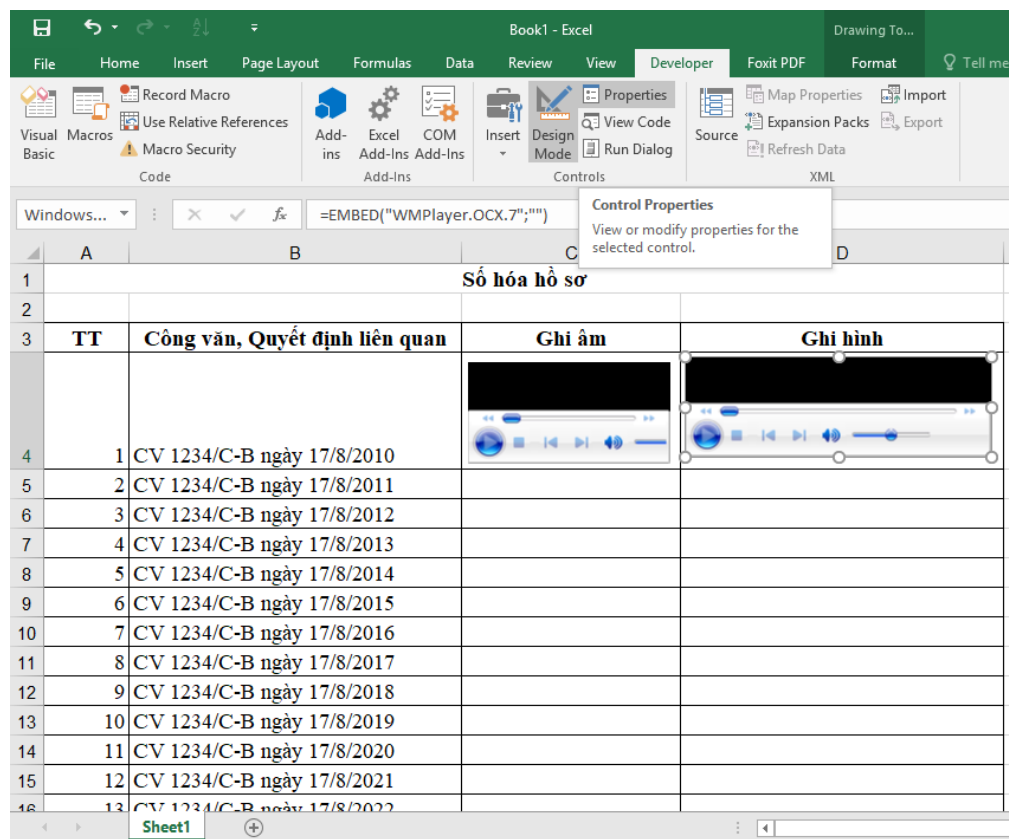 Book1 - Excel
Drawing To...
File Home Insert Page Layout Formulas Data Review View Developer Foxit PDF Format Tell me
Visual Basic
Macros
Record Macro
Use Relative References
Macro Security
Code
Add-ins
Excel Add-Ins
COM Add-Ins
Add-Ins
Insert
Design Mode
Properties
View Code
Run Dialog
Controls
Source
Map Properties
Expansion Packs
Refresh Data
Import
Export
XML
Windows...
fx
=EMBED("WMPlayer.OCX.7";"")
Control Properties
View or modify properties for the
selected control.
A B C D
1 Số hóa hồ sơ
2
3 TT Công văn, Quyết định liên quan Ghi âm Ghi hình
4 1 CV 1234/C-B ngày 17/8/2010
5 2 CV 1234/C-B ngày 17/8/2011
6 3 CV 1234/C-B ngày 17/8/2012
7 4 CV 1234/C-B ngày 17/8/2013
8 5 CV 1234/C-B ngày 17/8/2014
9 6 CV 1234/C-B ngày 17/8/2015
10 7 CV 1234/C-B ngày 17/8/2016
11 8 CV 1234/C-B ngày 17/8/2017
12 9 CV 1234/C-B ngày 17/8/2018
13 10 CV 1234/C-B ngày 17/8/2019
14 11 CV 1234/C-B ngày 17/8/2020
15 12 CV 1234/C-B ngày 17/8/2021
16 13 CV 1234/C-B ngày 17/8/2022
Sheet1